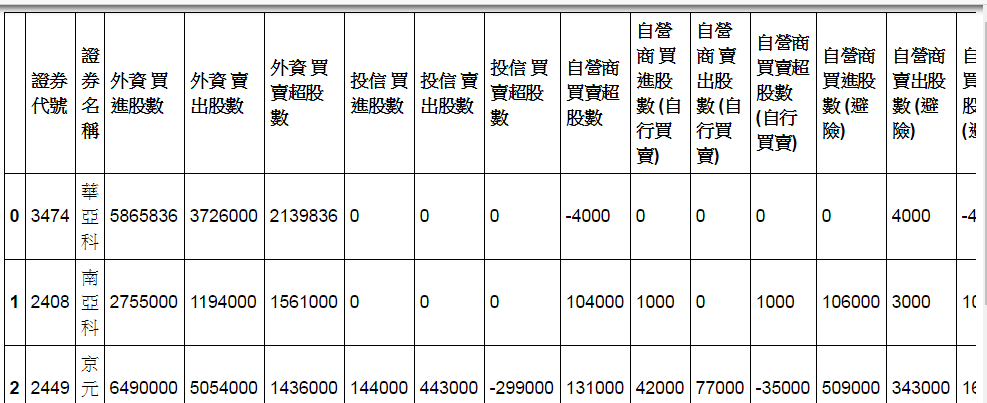 證券代號 證券名稱 外資 買進股數 外資 賣出股數 外資 買賣超股數 投信 買進股數 投信 賣出股數 投信 買賣超股數 自營商買賣超股數 自營商 買進股數 (自行買賣) 自營商 賣出股數 (自行買賣) 自營商買賣超股數 (自行買賣) 自營商買進股數 (避險) 自營商賣出股數 (避險)
0 3474 華亞科 5865836 3726000 2139836 0 0 0 -4000 0 0 0 0 4000
1 2408 南亞科 2755000 1194000 1561000 0 0 0 104000 1000 0 1000 106000 3000
2 2449 京元 6490000 5054000 1436000 144000 443000 -299000 131000 42000 77000 -35000 509000 343000